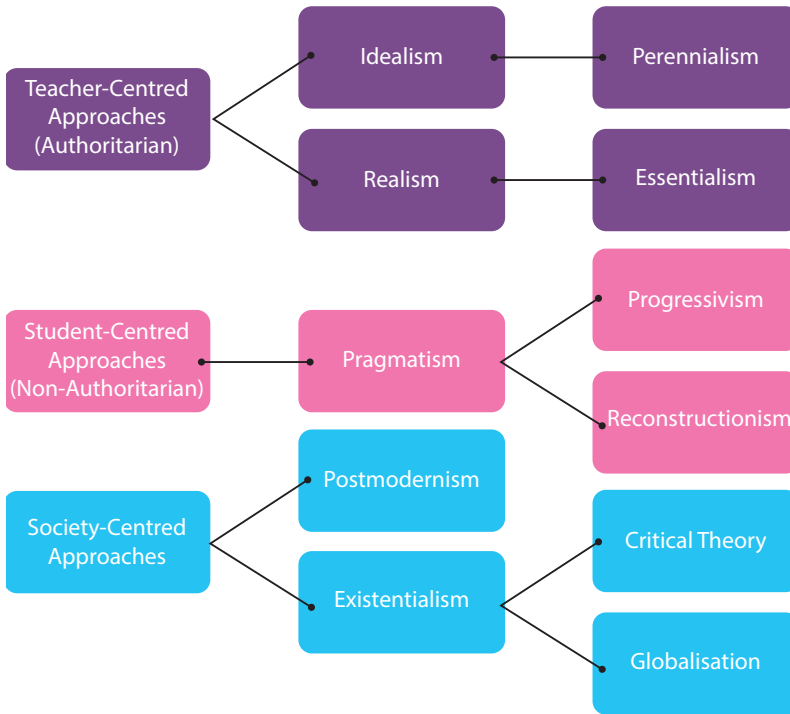 Teacher-Centred
Approaches
(Authoritarian)
Idealism
Perennialism
Realism
Essentialism
Student-Centred
Approaches
(Non-Authoritarian)
Pragmatism
Progressivism
Reconstructionism
Society-Centred
Approaches
Postmodernism
Existentialism
Critical Theory
Globalisation